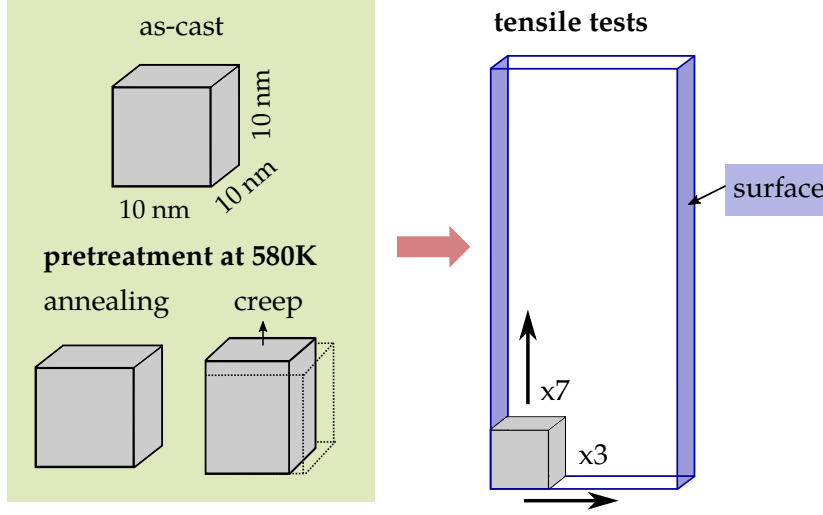 as-cast
10 nm
10 nm
10 nm
pretreatment at 580K
annealing
creep
tensile tests
surface
x7
x3